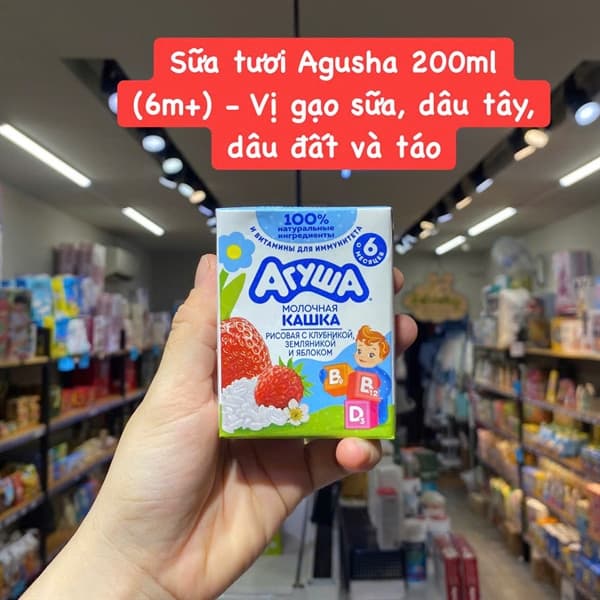 Sữa tươi Agusha 200ml
(6m+) - Vị gạo sữa, dâu tây,
dâu đất và táo
100%
натуральные
ингредиенты
И ВИТАМИНЫ ДЛЯ ИММУНИТЕТА
6
С МЕСЯЦЕВ
АГУША
МОЛОЧНАЯ
КАШКА
РИСОВАЯ С КЛУБНИКОЙ,
ЗЕМЛЯНИКОЙ
И ЯБЛОКОМ
B1
B12
D3